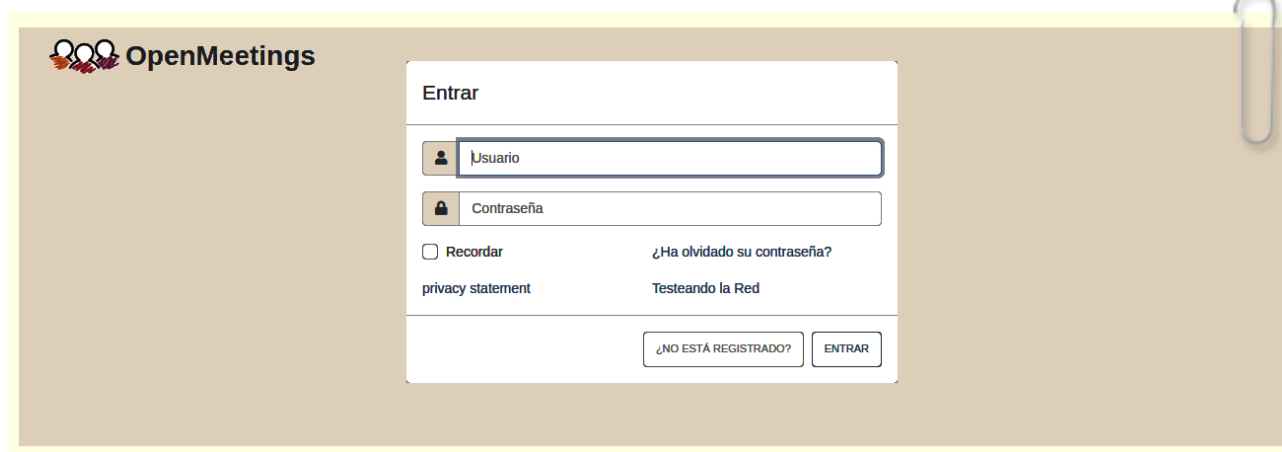 OpenMeetings
Entrar
Usuario
Contraseña
Recordar
¿Ha olvidado su contraseña?
privacy statement
Testeando la Red
¿NO ESTÁ REGISTRADO?
ENTRAR